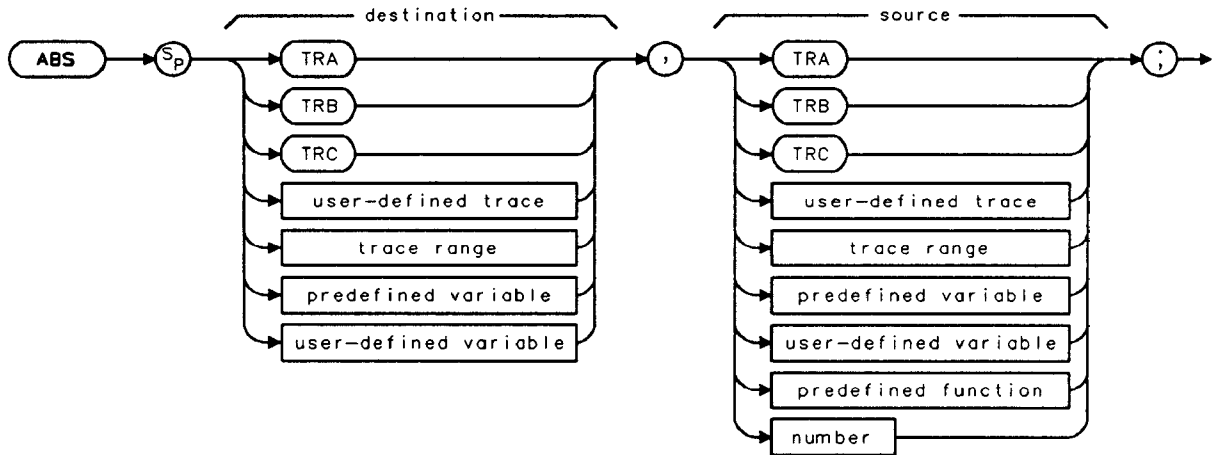 destination
source
ABS Sp TRA , TRA ;
TRB TRB
TRC TRC
user-defined trace user-defined trace
trace range trace range
predefined variable predefined variable
user-defined variable user-defined variable
predefined function
number